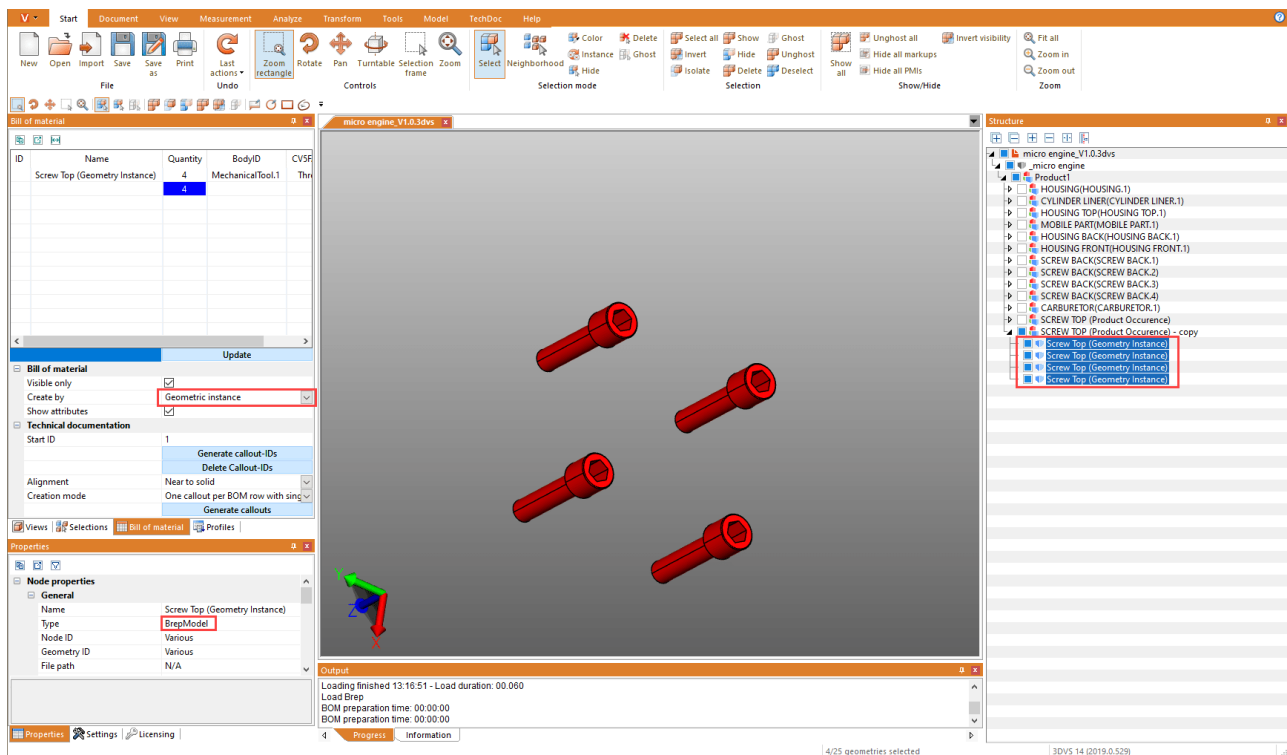 V Start Document View Measurement Analyze Transform Tools Model TechDoc Help
New Open Import Save Save as Print
File
Last actions
Undo
Zoom rectangle Rotate Pan Turntable Selection frame Zoom
Controls
Select Neighborhood Color Delete
Instance Ghost
Hide
Selection mode
Select all Show Ghost
Invert Hide Unghost
Isolate Delete Deselect
Selection
Show all Unghost all Invert visibility
Hide all markups
Hide all PMIs
Show/Hide
Fit all
Zoom in
Zoom out
Zoom
Bill of material
ID Name Quantity BodyID CV5F
Screw Top (Geometry Instance) 4 MechanicalTool.1 Thr
4
Update
Bill of material
Visible only
Create by Geometric instance
Show attributes
Technical documentation
Start ID 1
Generate callout-IDs
Delete Callout-IDs
Alignment Near to solid
Creation mode One callout per BOM row with sing
Generate callouts
Views Selections Bill of material Profiles
Properties
Node properties
General
Name Screw Top (Geometry Instance)
Type BrepModel
Node ID Various
Geometry ID Various
File path N/A
Properties Settings Licensing
micro engine_V1.0.3dvs
Y
Z
X
Output
Loading finished 13:16:51 - Load duration: 00.060
Load Brep
BOM preparation time: 00:00:00
BOM preparation time: 00:00:00
Progress Information
Structure
micro engine_V1.0.3dvs
_micro engine
Product1
HOUSING(HOUSING.1)
CYLINDER LINER(CYLINDER LINER.1)
HOUSING TOP(HOUSING TOP.1)
MOBILE PART(MOBILE PART.1)
HOUSING BACK(HOUSING BACK.1)
HOUSING FRONT(HOUSING FRONT.1)
SCREW BACK(SCREW BACK.1)
SCREW BACK(SCREW BACK.2)
SCREW BACK(SCREW BACK.3)
SCREW BACK(SCREW BACK.4)
CARBURETOR(CARBURETOR.1)
SCREW TOP (Product Occurence)
SCREW TOP (Product Occurence) - copy
Screw Top (Geometry Instance)
Screw Top (Geometry Instance)
Screw Top (Geometry Instance)
Screw Top (Geometry Instance)
4/25 geometries selected 3DVS 14 (2019.0.529)